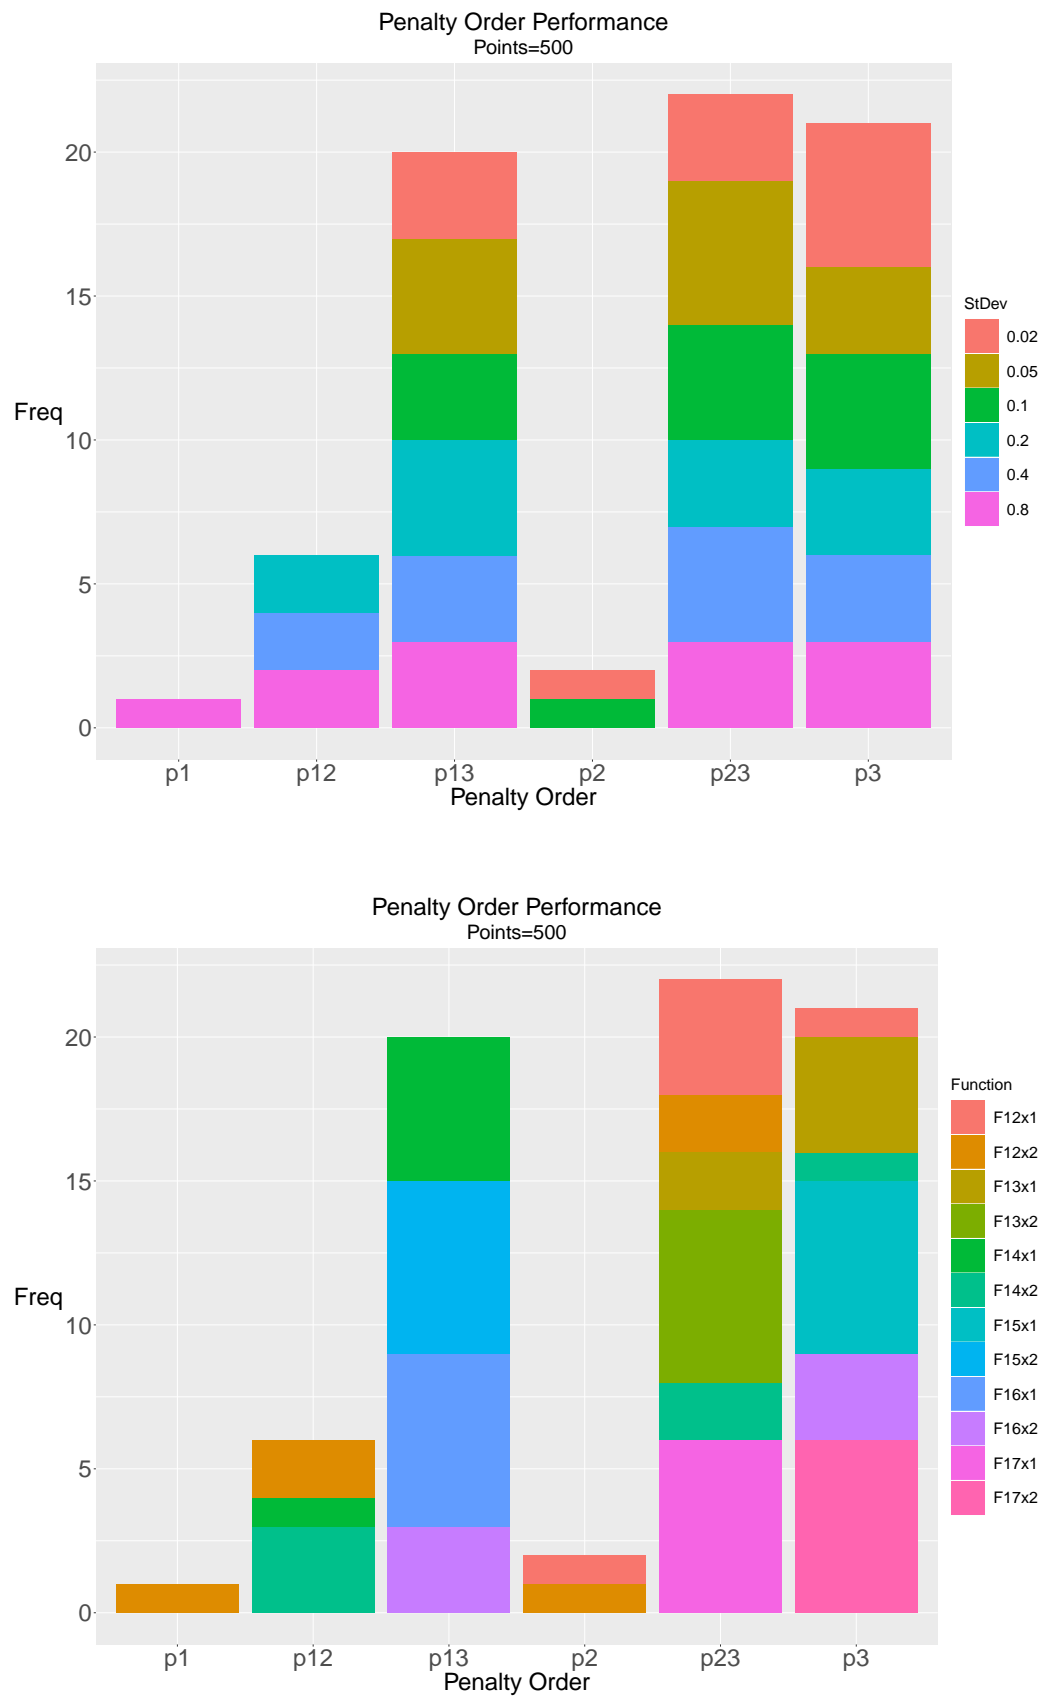 Penalty Order Performance
Points=500
20
15
10
5
0
Freq
p1 p12 p13 p2 p23 p3
Penalty Order
StDev
0.02
0.05
0.1
0.2
0.4
0.8
Penalty Order Performance
Points=500
20
15
10
5
0
Freq
p1 p12 p13 p2 p23 p3
Penalty Order
Function
F12x1
F12x2
F13x1
F13x2
F14x1
F14x2
F15x1
F15x2
F16x1
F16x2
F17x1
F17x2